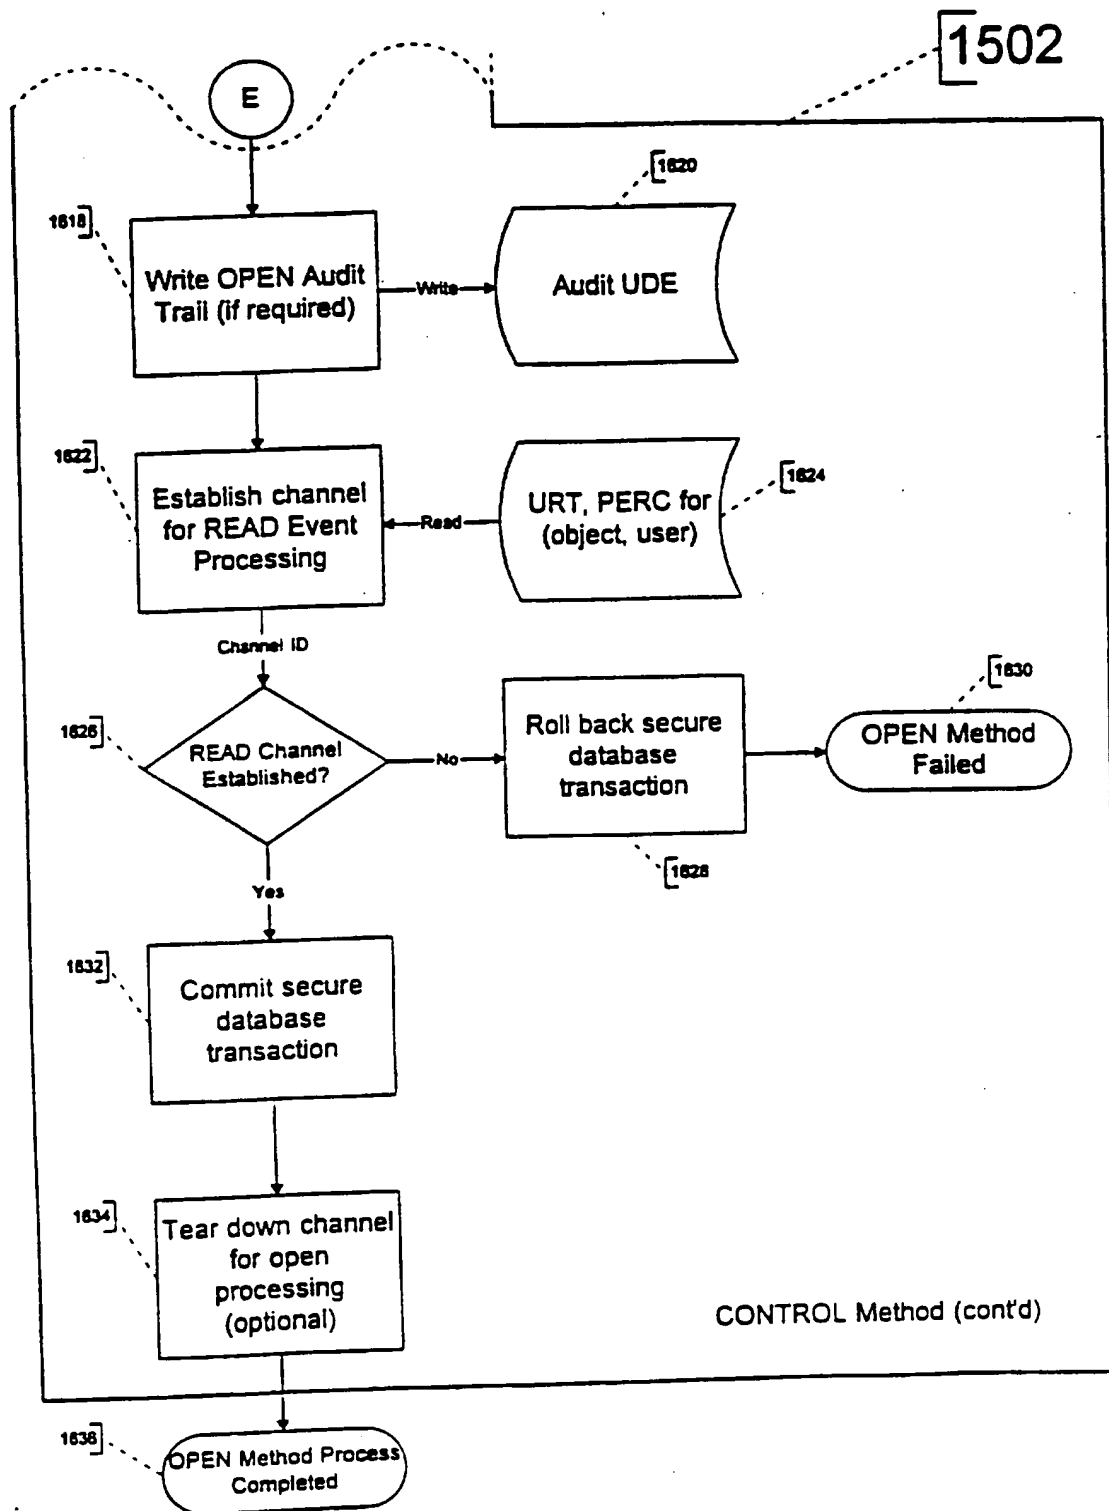 1502
E
1618
Write OPEN Audit
Trail (if required)
Write
1620
Audit UDE
1622
Establish channel
for READ Event
Processing
Read
URT, PERC for
(object, user)
1624
Channel ID
1626
READ Channel
Established?
No
Roll back secure
database
transaction
1628
1630
OPEN Method
Failed
Yes
1632
Commit secure
database
transaction
1634
Tear down channel
for open
processing
(optional)
CONTROL Method (cont'd)
1636
OPEN Method Process
Completed